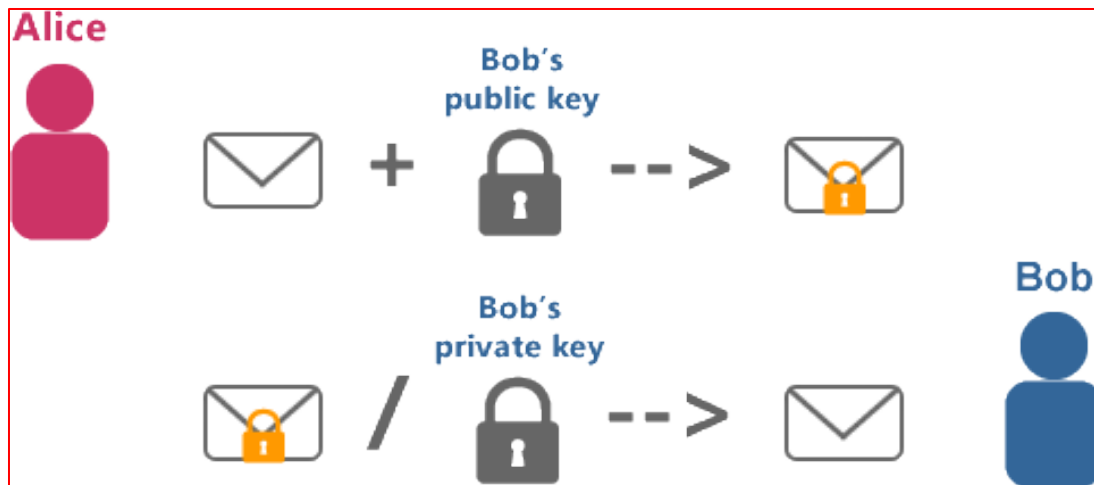 Alice
Bob's
public key
+
-->
Bob
Bob's
private key
/
-->